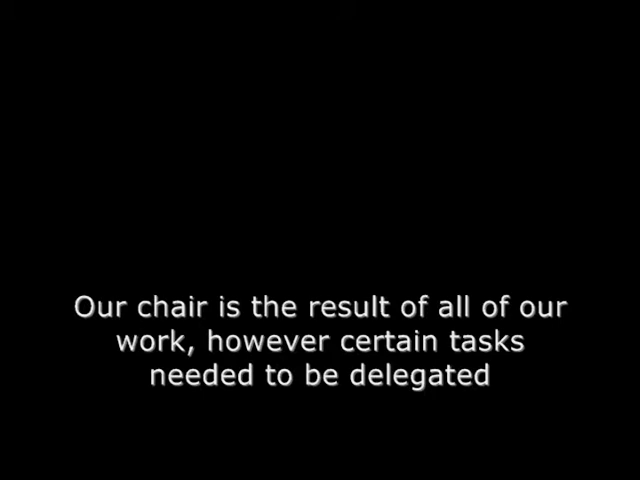 Our chair is the result of all of our
work, however certain tasks
needed to be delegated